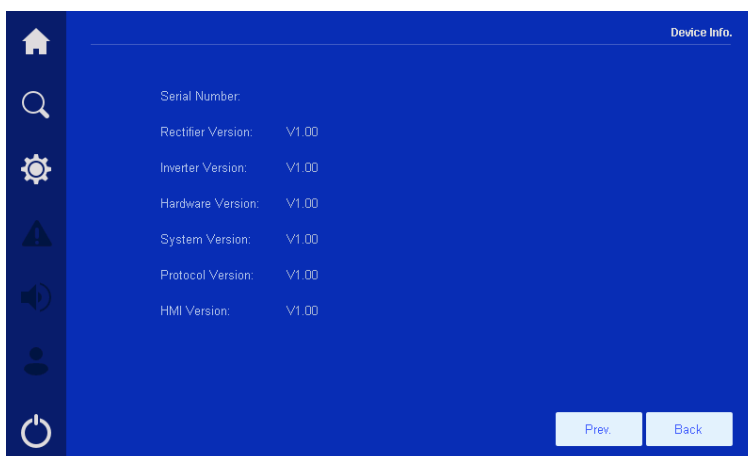 Device Info.
Serial Number:
Rectifier Version: V1.00
Inverter Version: V1.00
Hardware Version: V1.00
System Version: V1.00
Protocol Version: V1.00
HMI Version: V1.00
Prev. Back